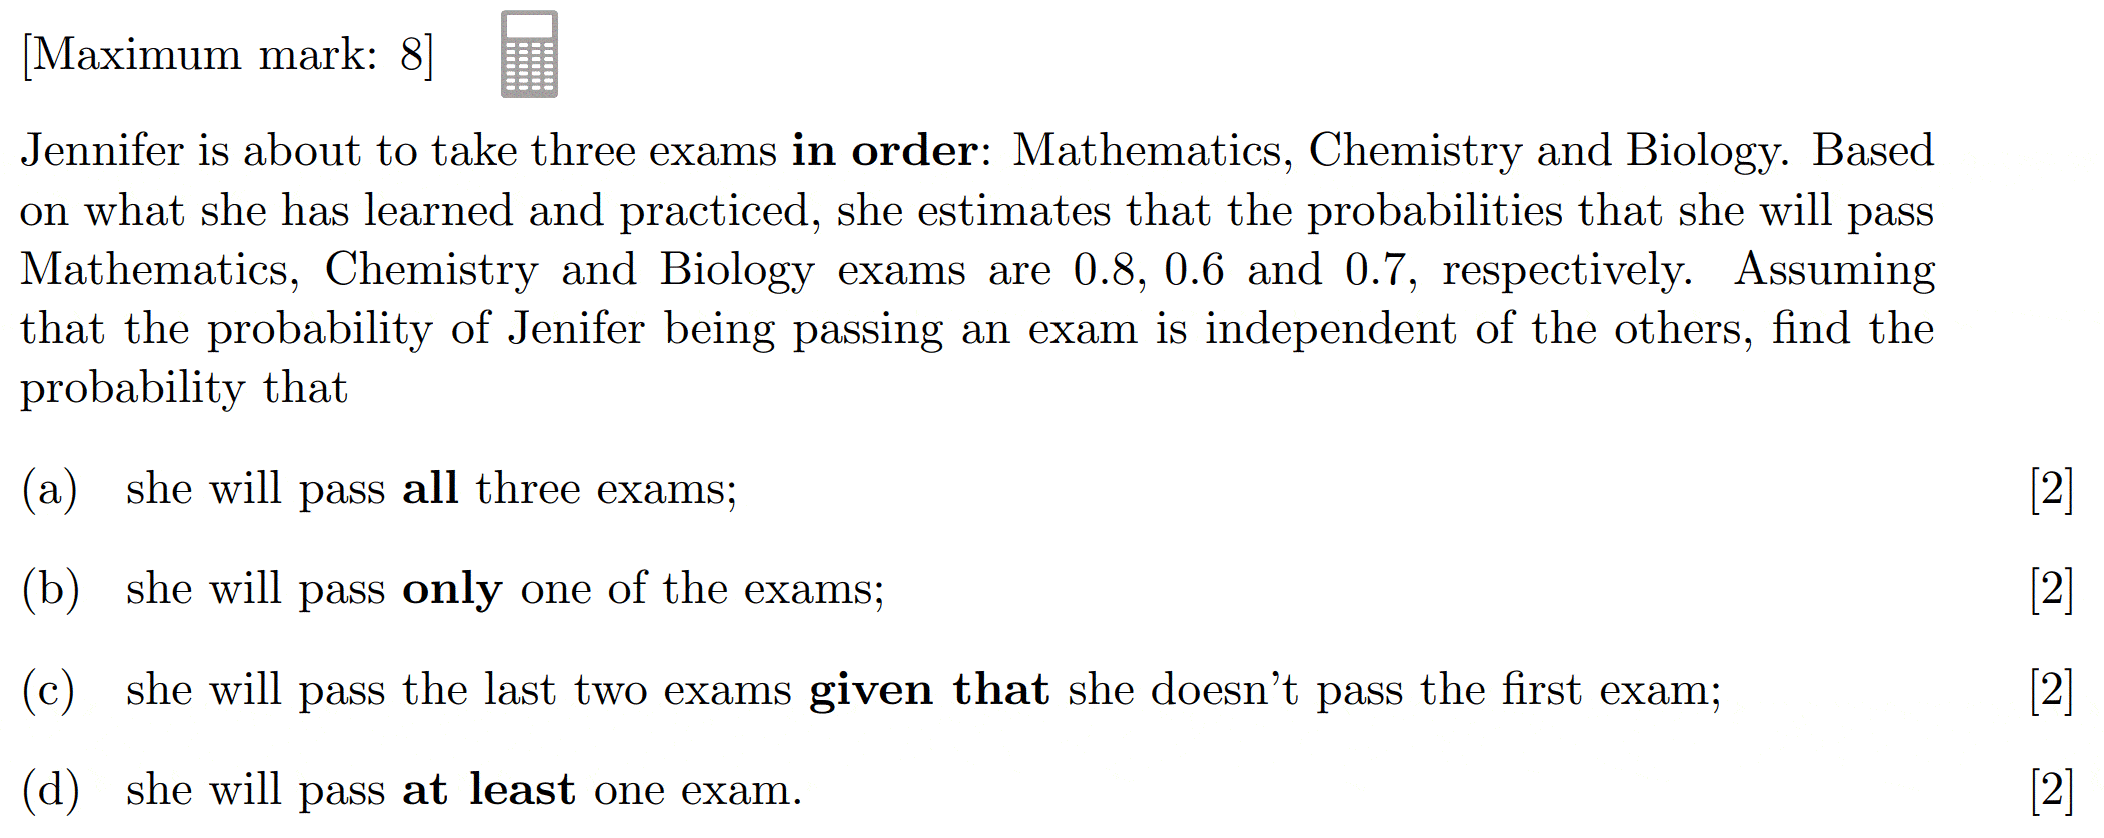 [Maximum mark: 8]
Jennifer is about to take three exams in order: Mathematics, Chemistry and Biology. Based
on what she has learned and practiced, she estimates that the probabilities that she will pass
Mathematics, Chemistry and Biology exams are 0.8, 0.6 and 0.7, respectively. Assuming
that the probability of Jenifer being passing an exam is independent of the others, find the
probability that
(a) she will pass all three exams; [2]
(b) she will pass only one of the exams; [2]
(c) she will pass the last two exams given that she doesn't pass the first exam; [2]
(d) she will pass at least one exam. [2]